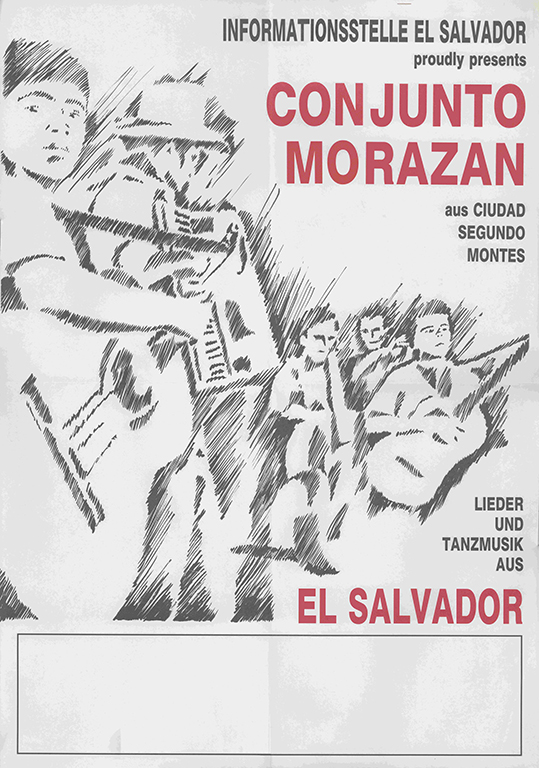 INFORMATIONSSTELLE EL SALVADOR
proudly presents
CONJUNTO
MORAZAN
aus CIUDAD
SEGUNDO
MONTES
LIEDER
UND
TANZMUSIK
AUS
EL SALVADOR